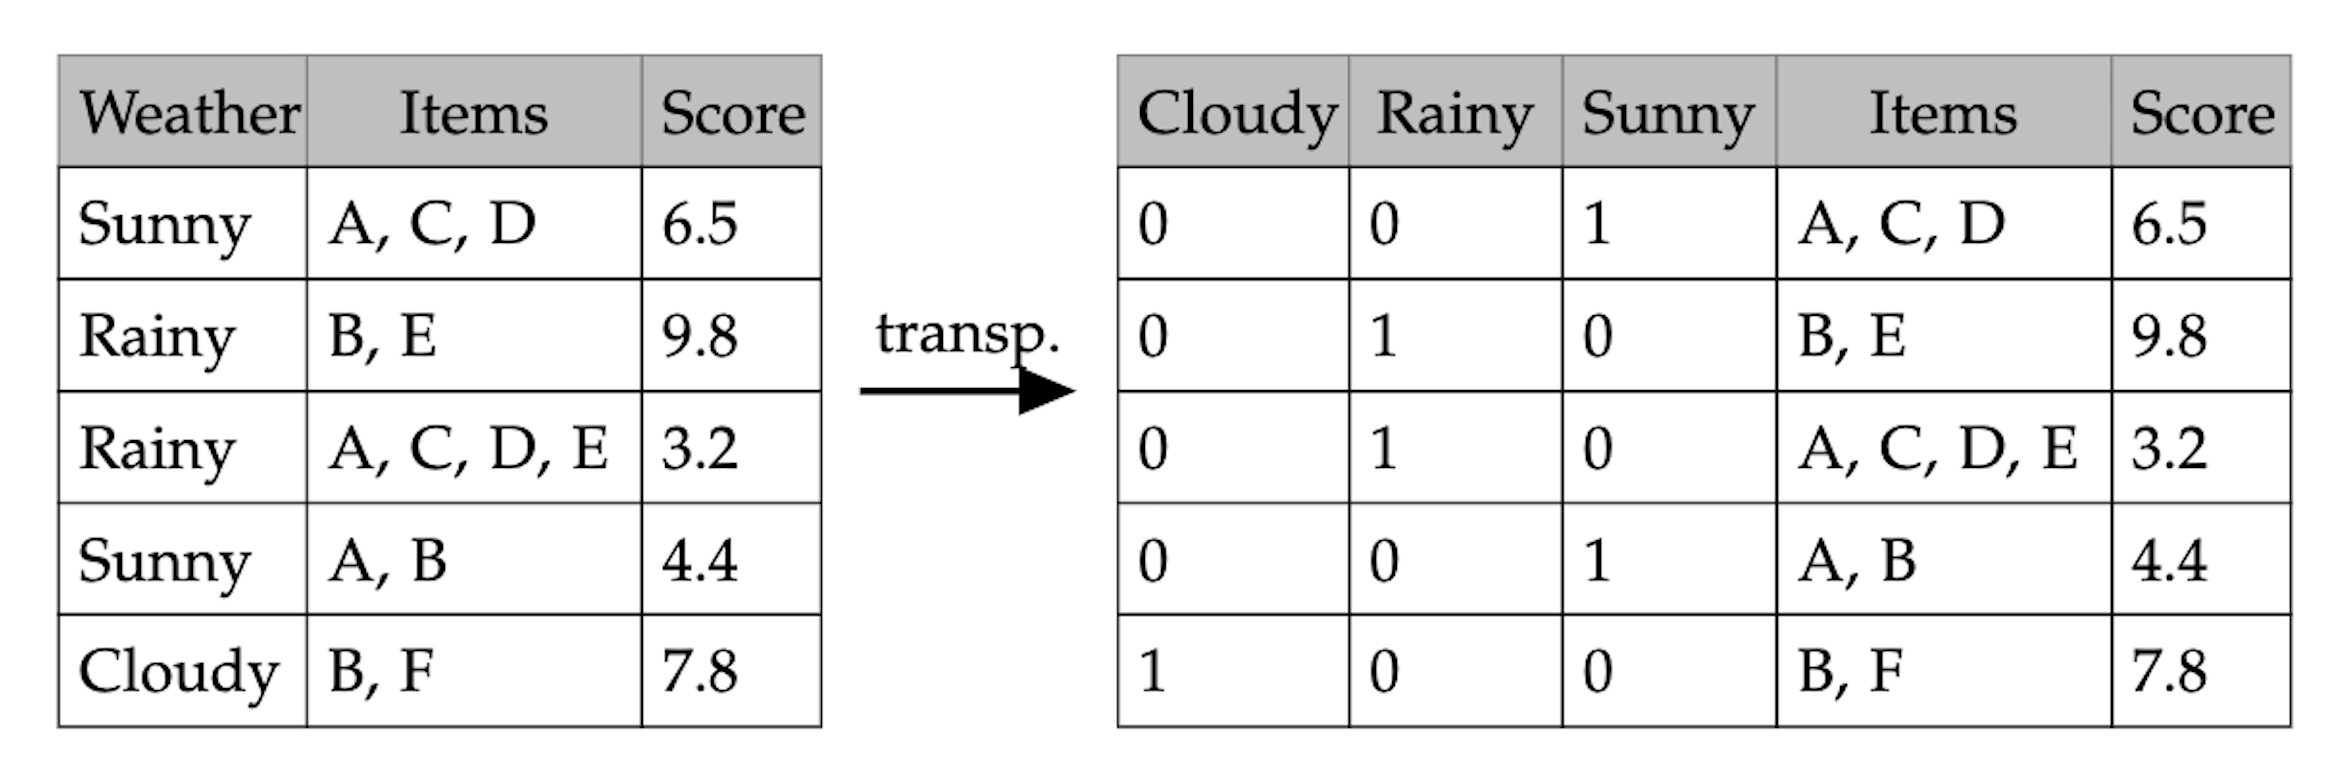 Weather Items Score
Sunny A, C, D 6.5
Rainy B, E 9.8
Rainy A, C, D, E 3.2
Sunny A, B 4.4
Cloudy B, F 7.8
transp.
Cloudy Rainy Sunny Items Score
0 0 1 A, C, D 6.5
0 1 0 B, E 9.8
0 1 0 A, C, D, E 3.2
0 0 1 A, B 4.4
1 0 0 B, F 7.8